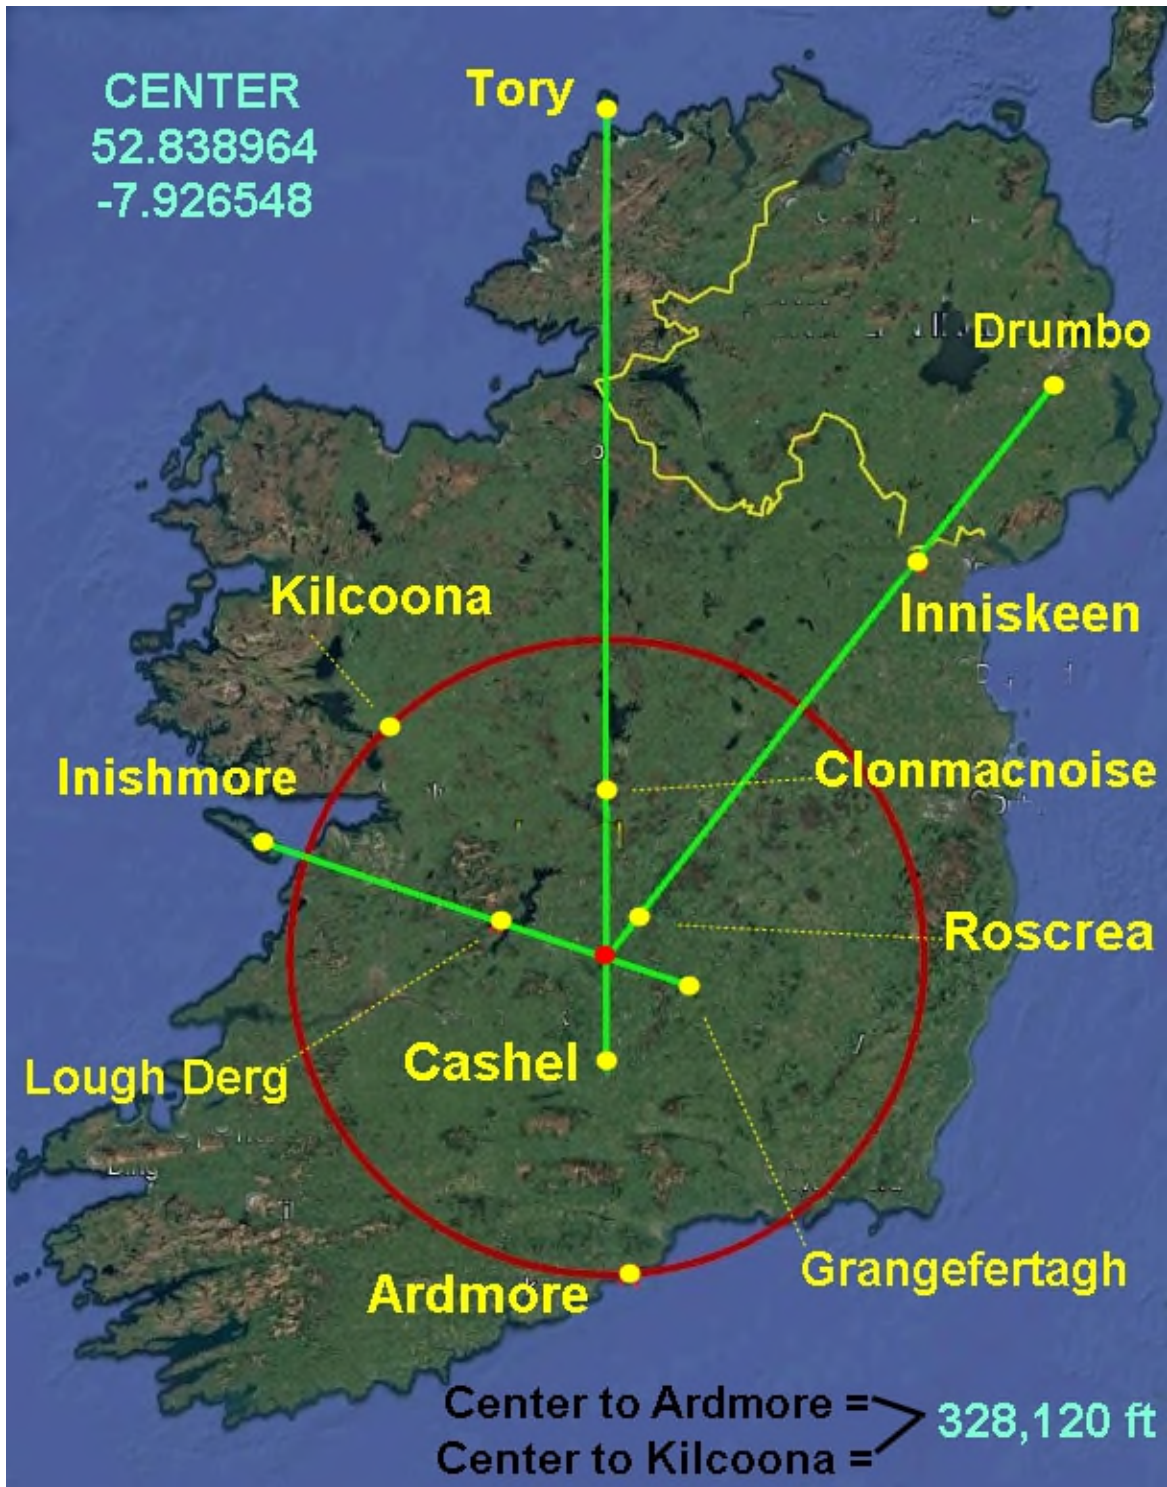 CENTER
52.838964
-7.926548
Tory
Drumbo
Kilcoona
Inniskeen
Inishmore
Clonmacnoise
Roscrea
Lough Derg
Cashel
Grangefertagh
Ardmore
Center to Ardmore =
328,120 ft
Center to Kilcoona =